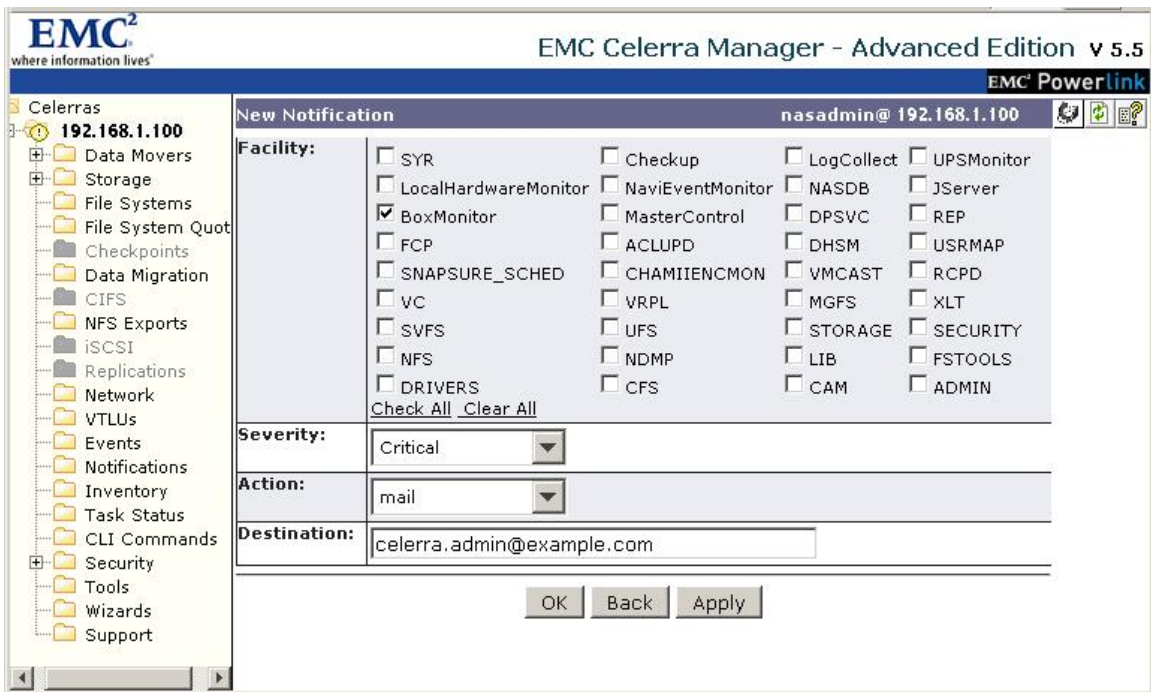 EMC²
where information lives®
EMC Celerra Manager - Advanced Edition V 5.5
EMC² Powerlink
Celerras
192.168.1.100
Data Movers
Storage
File Systems
File System Quot
Checkpoints
Data Migration
CIFS
NFS Exports
iSCSI
Replications
Network
VTLUs
Events
Notifications
Inventory
Task Status
CLI Commands
Security
Tools
Wizards
Support
New Notification nasadmin@ 192.168.1.100
Facility:
SYR Checkup LogCollect UPSMonitor
LocalHardwareMonitor NaviEventMonitor NASDB JServer
BoxMonitor MasterControl DPSVC REP
FCP ACLUPD DHSM USRMAP
SNAPSURE_SCHED CHAMIIENCMON VMCAST RCPD
VC VRPL MGFS XLT
SVFS UFS STORAGE SECURITY
NFS NDMP LIB FSTOOLS
DRIVERS CFS CAM ADMIN
Check All Clear All
Severity: Critical
Action: mail
Destination: celerra.admin@example.com
OK Back Apply